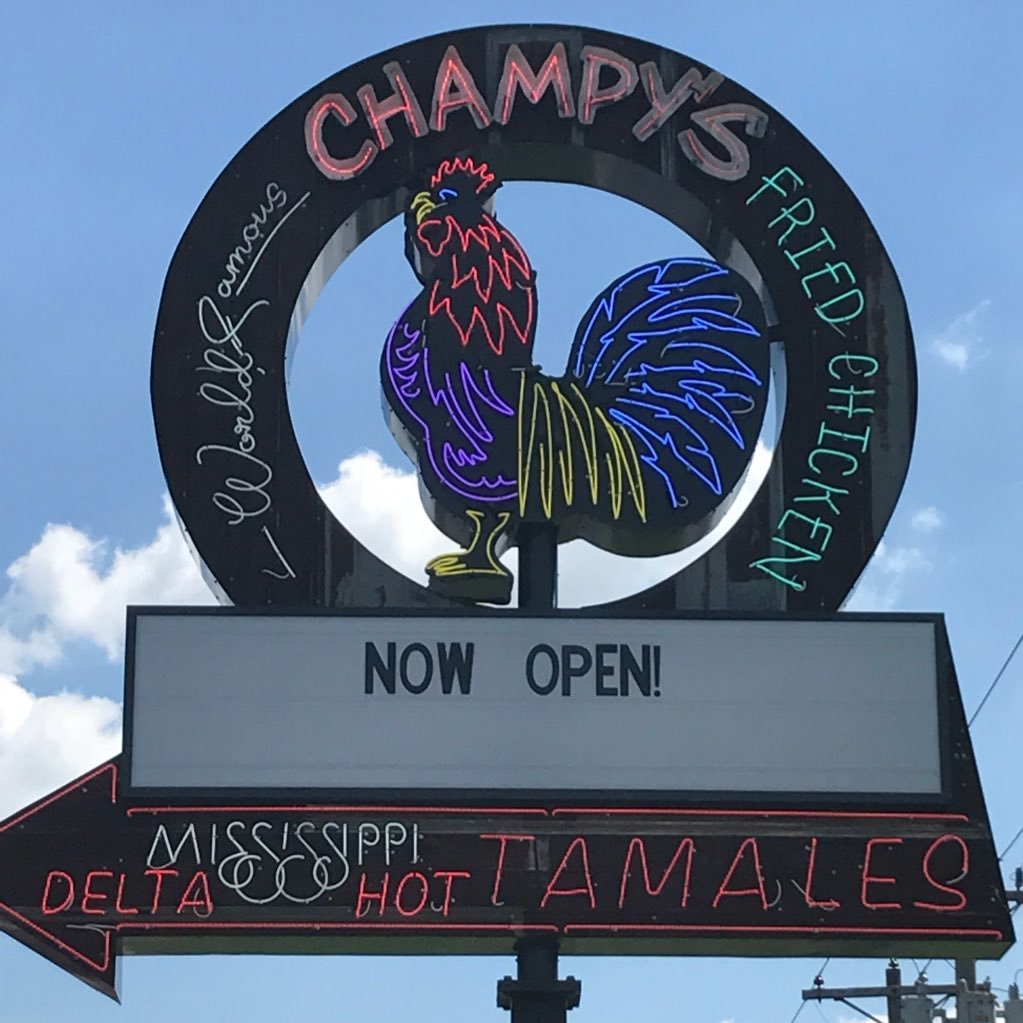 CHAMPY'S
World Famous
FRIED CHICKEN
NOW OPEN!
MISSISSIPPI
DELTA HOT TAMALES